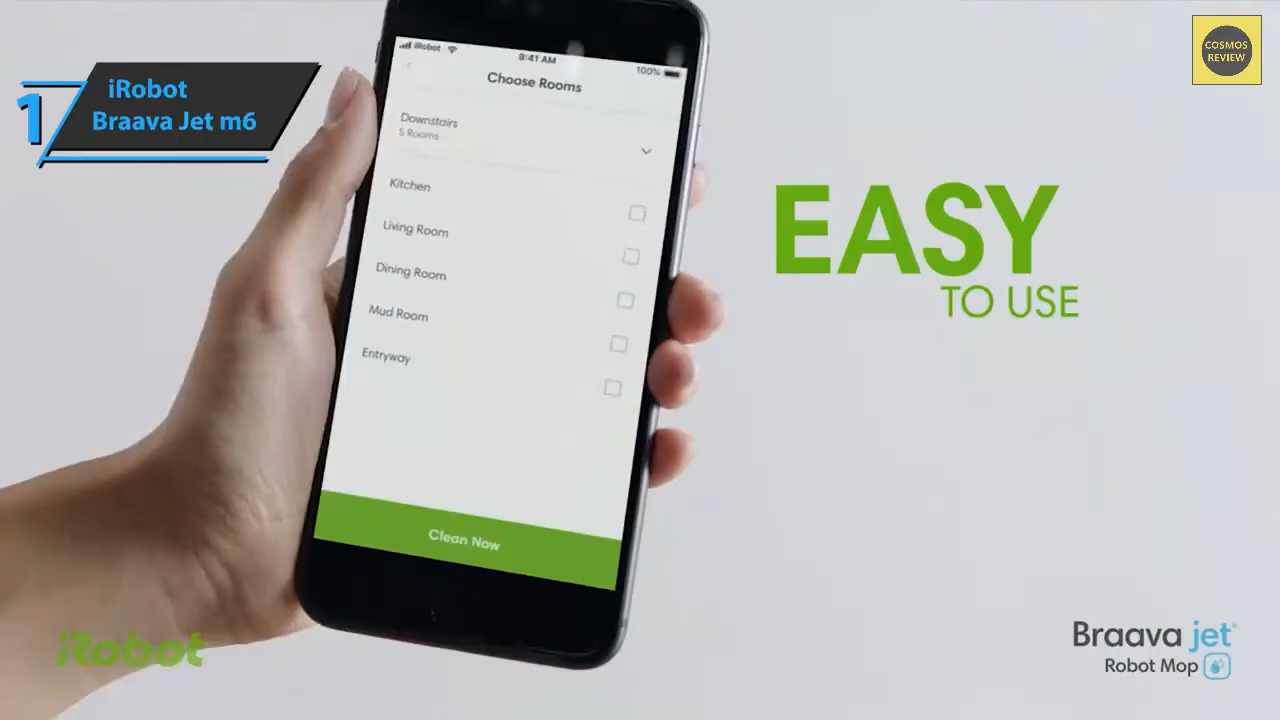 1
iRobot
Braava Jet m6
COSMOS
REVIEW
iRobot
9:41 AM
100%
Choose Rooms
Downstairs
5 Rooms
Kitchen
Living Room
Dining Room
Mud Room
Entryway
Clean Now
EASY
TO USE
iRobot
Braava jet®
Robot Mop